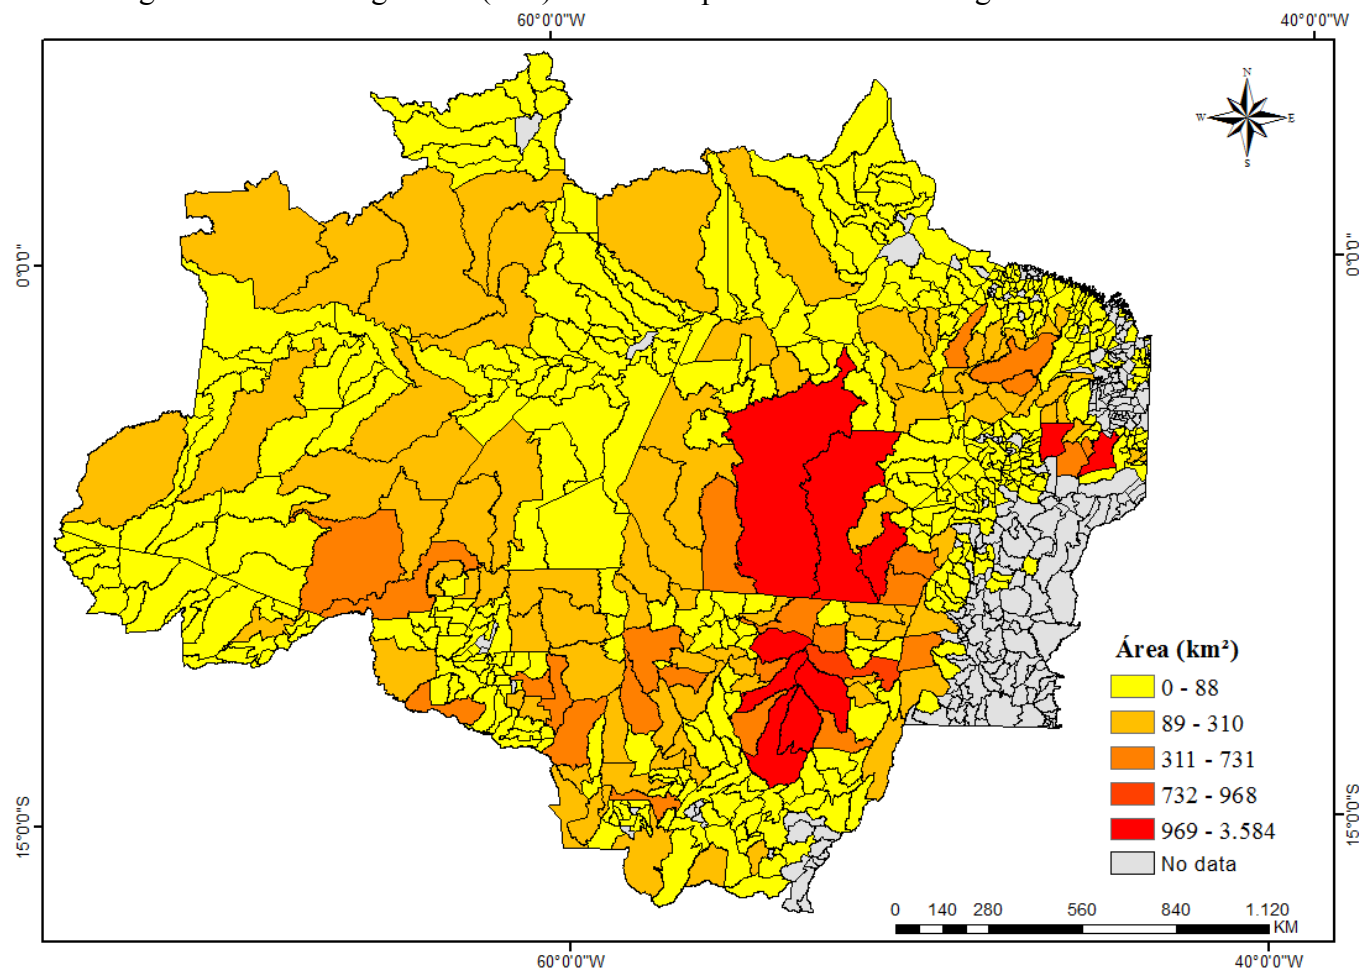 60°0'0"W
40°0'0"W
N
W
E
S
0°0'0"
0°0'0"
Área (km²)
0 - 88
89 - 310
311 - 731
732 - 968
969 - 3.584
No data
15°0'0"S
15°0'0"S
0 140 280 560 840 1.120
KM
60°0'0"W
40°0'0"W